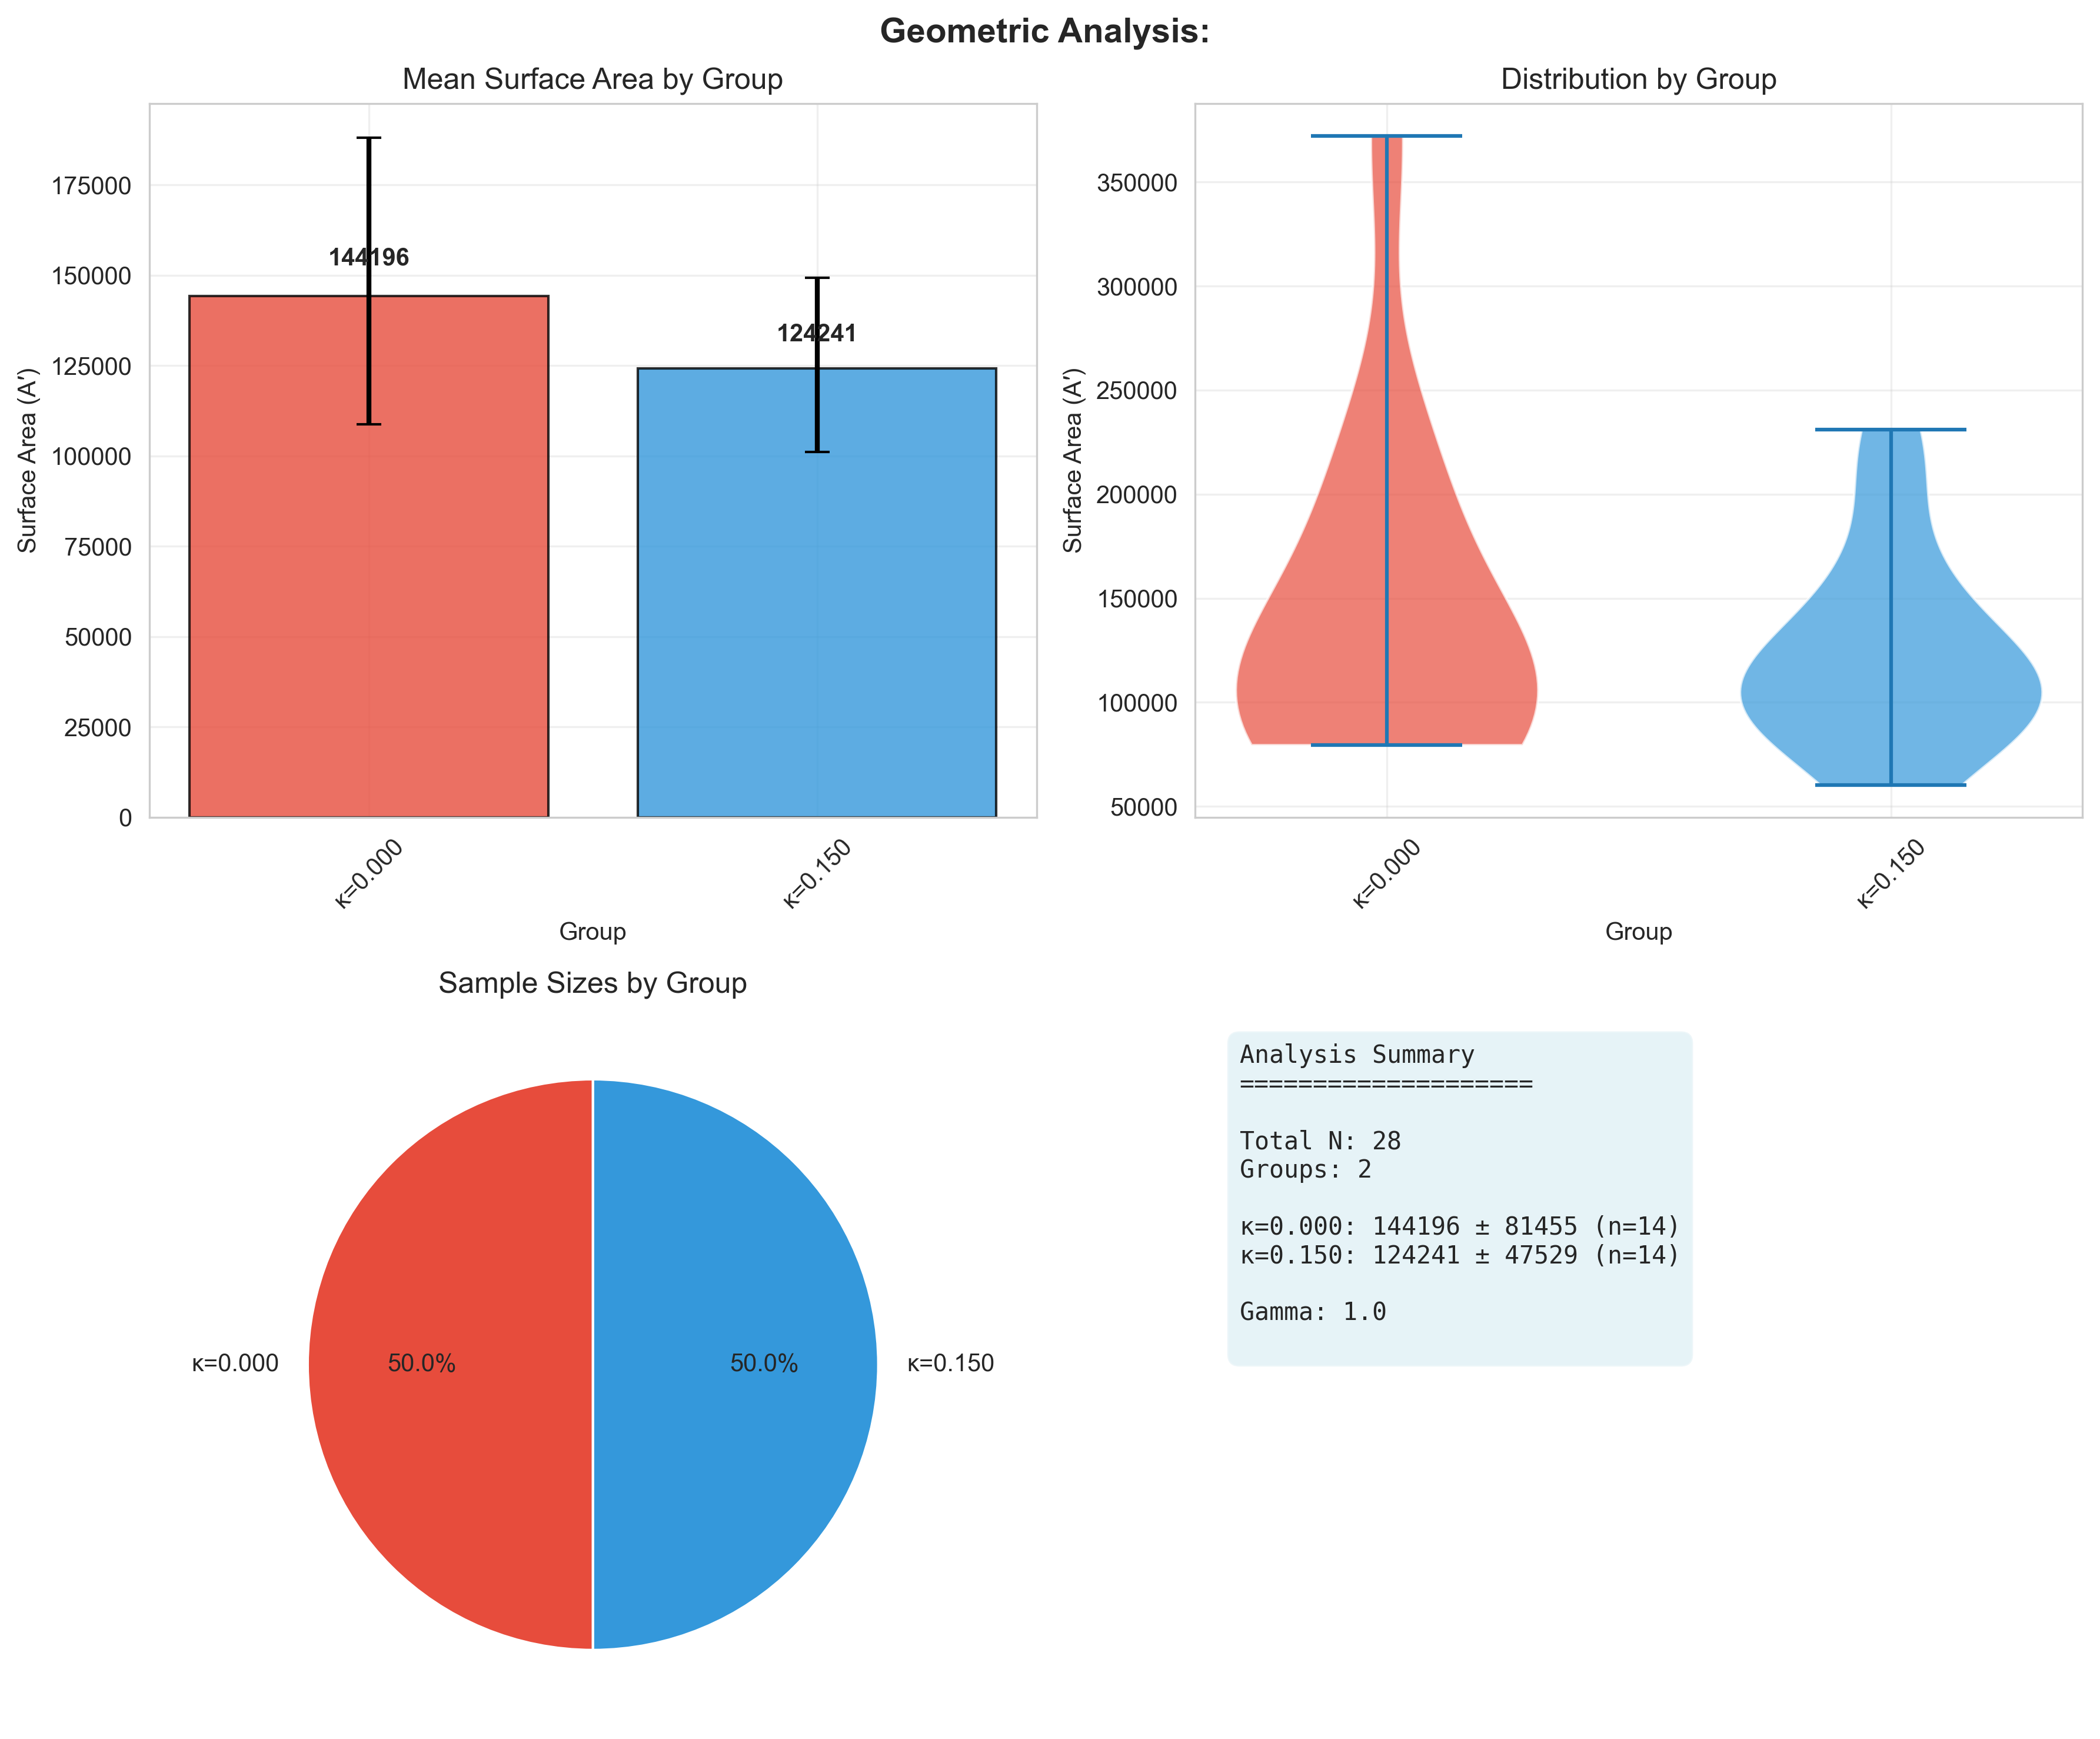 Geometric Analysis:
Mean Surface Area by Group
Surface Area (A′)
175000
150000
125000
100000
75000
50000
25000
0
144196
124241
κ=0.000
κ=0.150
Group
Distribution by Group
Surface Area (A′)
350000
300000
250000
200000
150000
100000
50000
κ=0.000
κ=0.150
Group
Sample Sizes by Group
κ=0.000
50.0%
50.0%
κ=0.150
Analysis Summary
====================
Total N: 28
Groups: 2
κ=0.000: 144196 ± 81455 (n=14)
κ=0.150: 124241 ± 47529 (n=14)
Gamma: 1.0